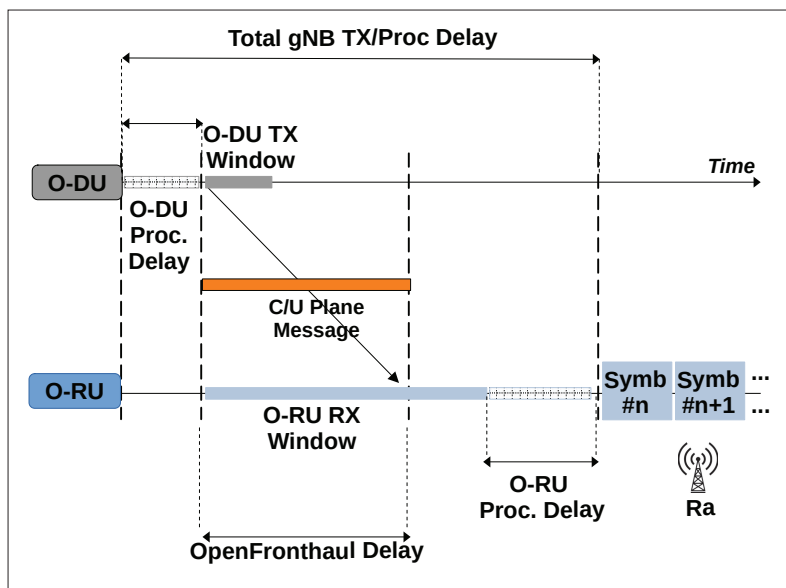 Total gNB TX/Proc Delay
O-DU TX
Window
Time
O-DU
O-DU
Proc.
Delay
C/U Plane
Message
O-RU
Symb
#n
Symb
#n+1
...
...
O-RU RX
Window
O-RU
Proc. Delay
Ra
OpenFronthaul Delay